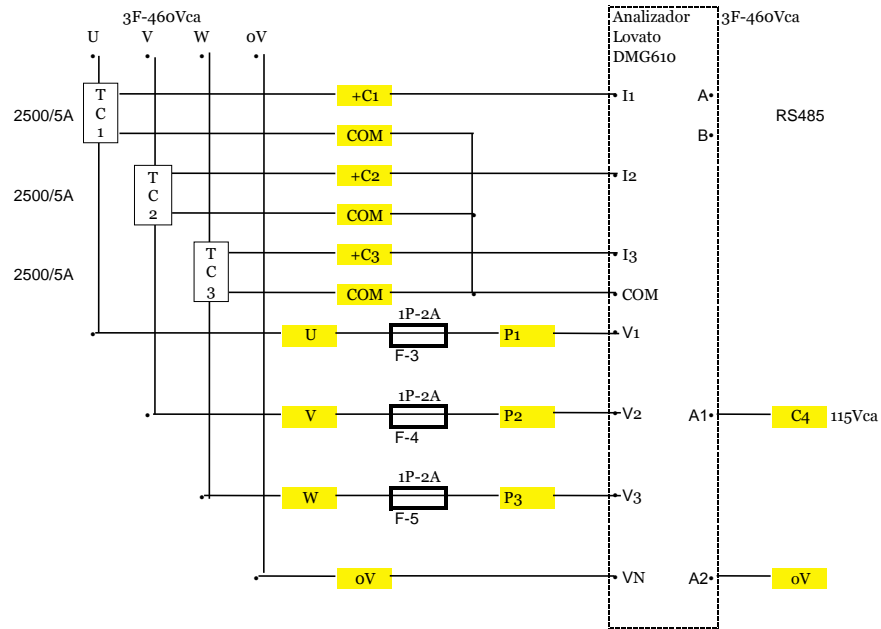 3F-460Vca
U V W 0V
Analizador
Lovato
DMG610
3F-460Vca
T
C
1
2500/5A
+C1
I1
A
RS485
COM
B
T
C
2
2500/5A
+C2
I2
COM
T
C
3
2500/5A
+C3
I3
COM
COM
1P-2A
U
P1
V1
F-3
1P-2A
V
P2
V2
A1
C4
115Vca
F-4
1P-2A
W
P3
V3
F-5
0V
VN
A2
0V